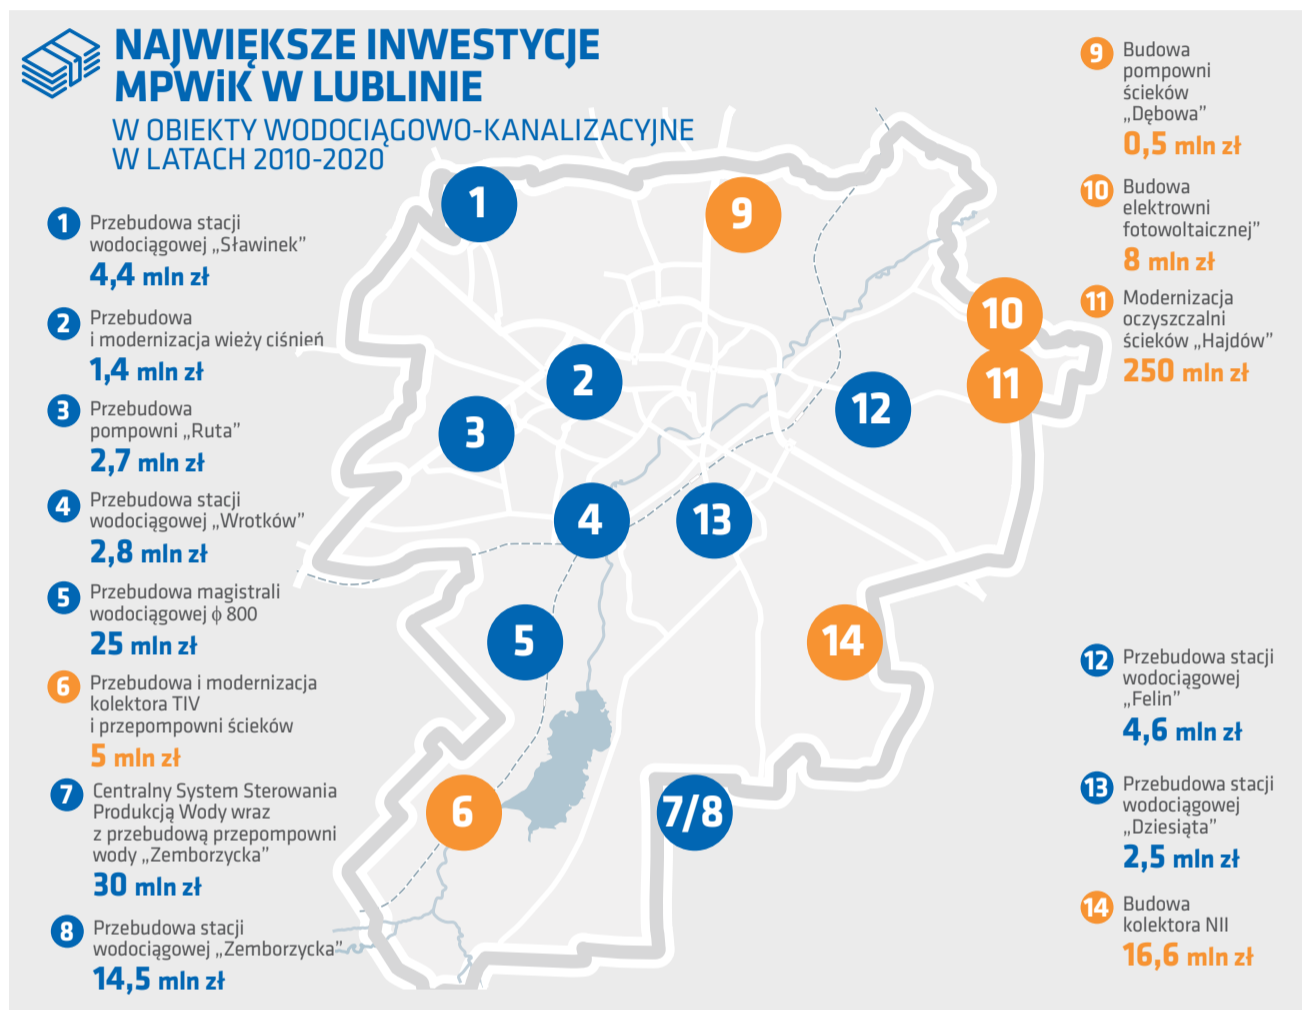 NAJWIĘKSZE INWESTYCJE
MPWiK W LUBLINIE
W OBIEKTY WODOCIĄGOWO-KANALIZACYJNE
W LATACH 2010-2020
1 Przebudowa stacji
wodociągowej „Sławinek”
4,4 mln zł
2 Przebudowa
i modernizacja wieży ciśnień
1,4 mln zł
3 Przebudowa
pompowni „Ruta”
2,7 mln zł
4 Przebudowa stacji
wodociągowej „Wrotków”
2,8 mln zł
5 Przebudowa magistrali
wodociągowej ϕ 800
25 mln zł
6 Przebudowa i modernizacja
kolektora TIV
i przepompowni ścieków
5 mln zł
7 Centralny System Sterowania
Produkcją Wody wraz
z przebudową przepompowni
wody „Zemborzycka”
30 mln zł
8 Przebudowa stacji
wodociągowej „Zemborzycka”
14,5 mln zł
1
9
10
2
11
12
3
4
13
5
14
6
7/8
9 Budowa
pompowni
ścieków
„Dębowa”
0,5 mln zł
10 Budowa
elektrowni
fotowoltaicznej”
8 mln zł
11 Modernizacja
oczyszczalni
ścieków „Hajdów”
250 mln zł
12 Przebudowa stacji
wodociągowej
„Felin”
4,6 mln zł
13 Przebudowa stacji
wodociągowej
„Dziesiąta”
2,5 mln zł
14 Budowa
kolektora NII
16,6 mln zł